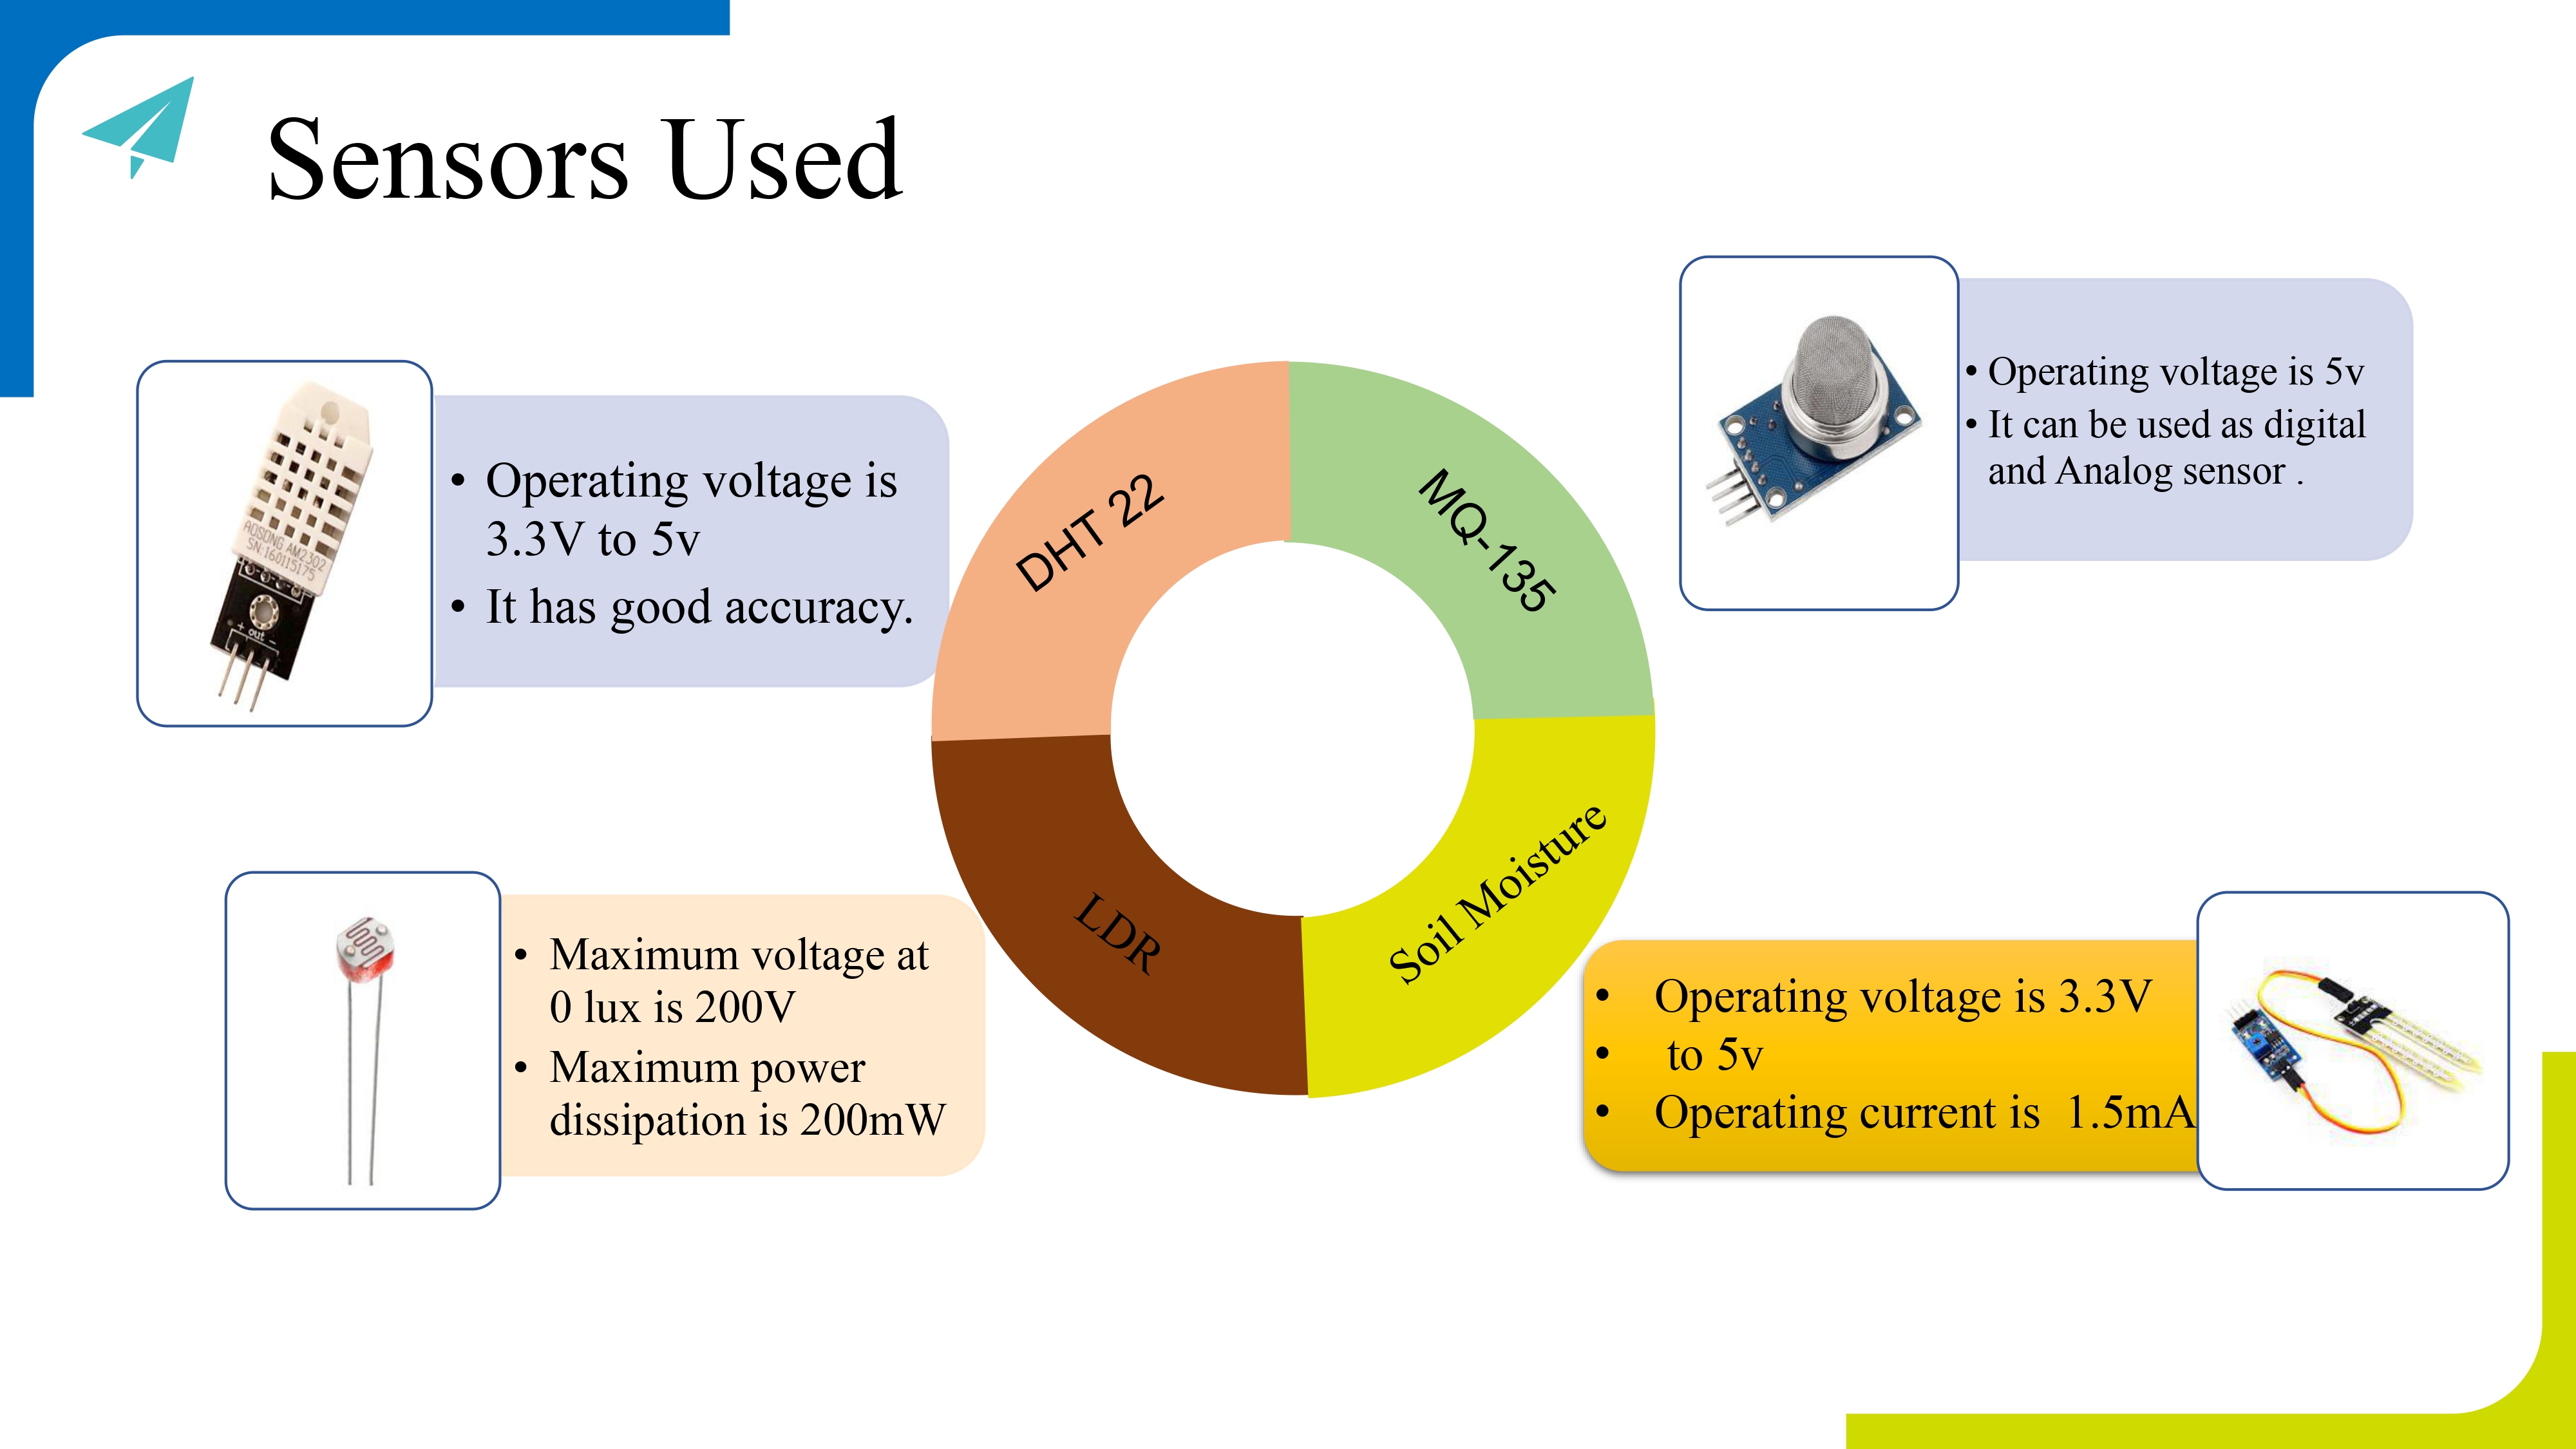 Sensors Used
• Operating voltage is
3.3V to 5v
• It has good accuracy.
AOSONG AM2302
SN:160115175
+ out -
DHT 22
MQ-135
• Operating voltage is 5v
• It can be used as digital
and Analog sensor .
• Maximum voltage at
0 lux is 200V
• Maximum power
dissipation is 200mW
LDR
Soil Moisture
• Operating voltage is 3.3V
• to 5v
• Operating current is  1.5mA